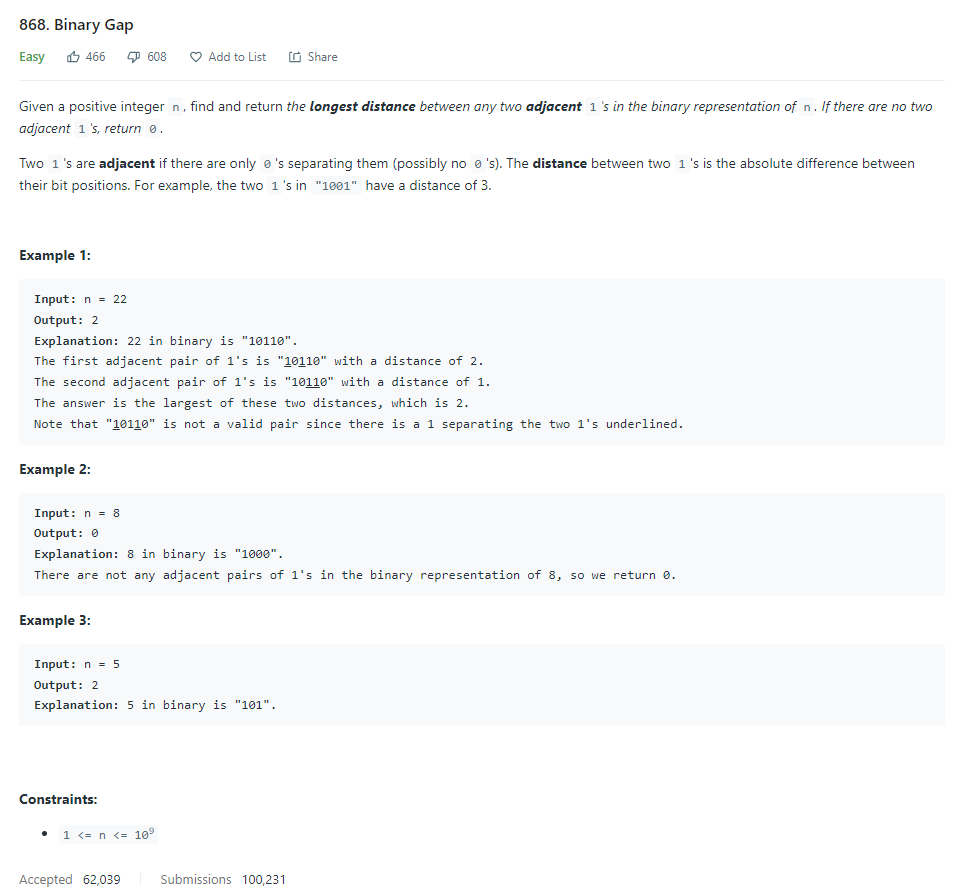 868. Binary Gap
Easy 466 608 Add to List Share
Given a positive integer n, find and return the longest distance between any two adjacent 1's in the binary representation of n. If there are no two
adjacent 1's, return 0.
Two 1's are adjacent if there are only 0's separating them (possibly no 0's). The distance between two 1's is the absolute difference between
their bit positions. For example, the two 1's in "1001" have a distance of 3.
Example 1:
Input: n = 22
Output: 2
Explanation: 22 in binary is "10110".
The first adjacent pair of 1's is "10110" with a distance of 2.
The second adjacent pair of 1's is "10110" with a distance of 1.
The answer is the largest of these two distances, which is 2.
Note that "10110" is not a valid pair since there is a 1 separating the two 1's underlined.
Example 2:
Input: n = 8
Output: 0
Explanation: 8 in binary is "1000".
There are not any adjacent pairs of 1's in the binary representation of 8, so we return 0.
Example 3:
Input: n = 5
Output: 2
Explanation: 5 in binary is "101".
Constraints:
• 1 <= n <= 10⁹
Accepted 62,039 Submissions 100,231